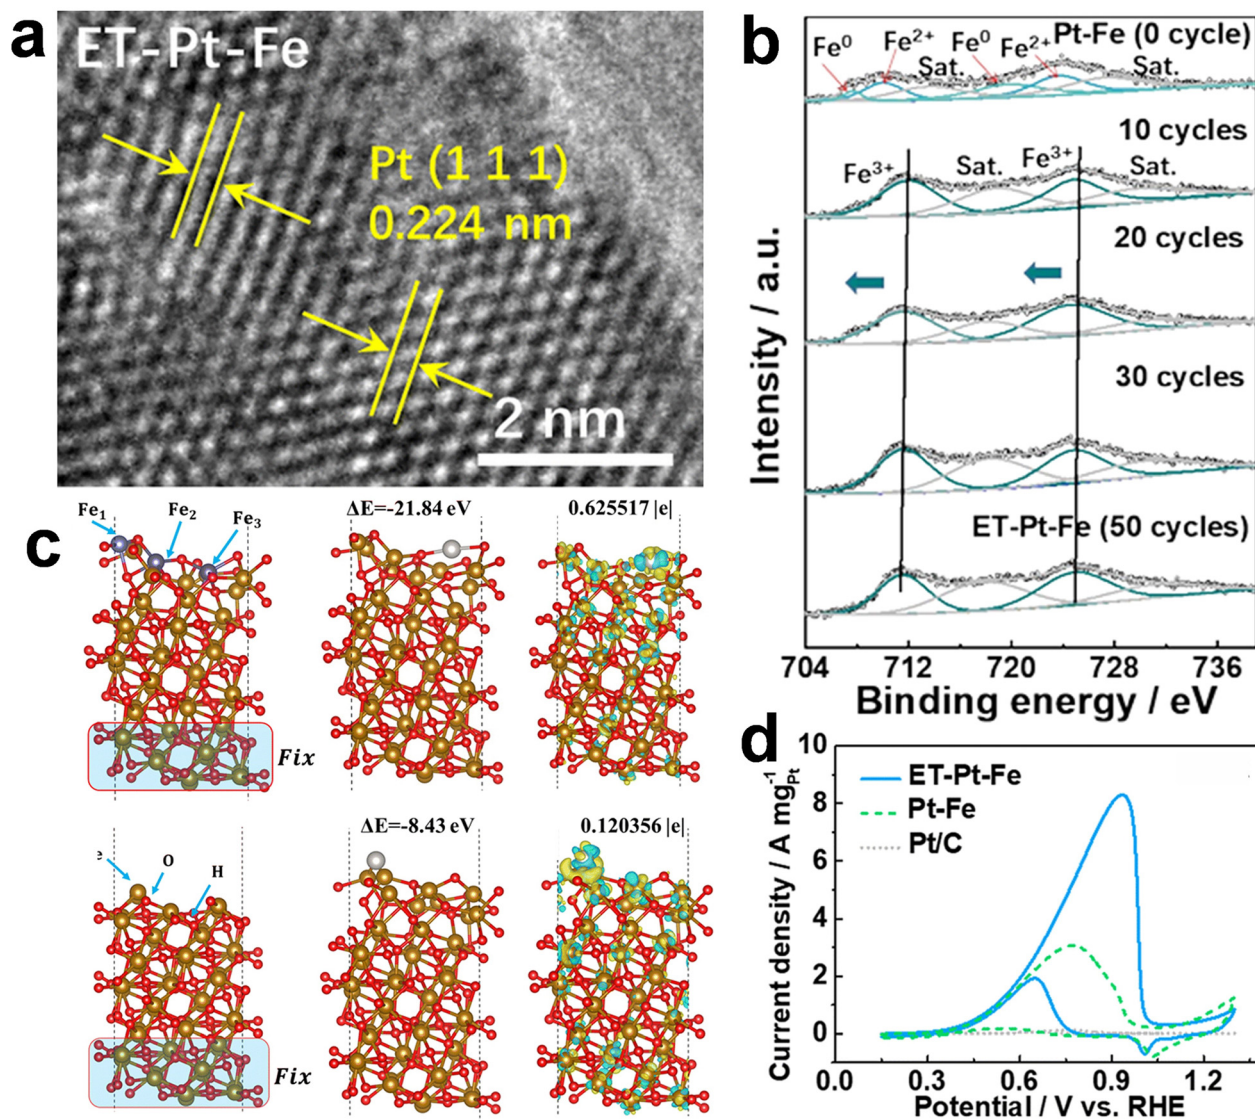 a
ET-Pt-Fe
Pt (1 1 1)
0.224 nm
2 nm
b
Fe⁰ Fe²⁺ Sat. Fe⁰ Fe²⁺ Sat.
Pt-Fe (0 cycle)
10 cycles
Fe³⁺ Sat. Fe³⁺ Sat.
20 cycles
30 cycles
ET-Pt-Fe (50 cycles)
Intensity / a.u.
704 712 720 728 736
Binding energy / eV
c
Fe₁ Fe₂ Fe₃
Fix
ΔE=-21.84 eV
0.625517 |e|
e O H
Fix
ΔE=-8.43 eV
0.120356 |e|
d
ET-Pt-Fe
Pt-Fe
Pt/C
Current density / A mg⁻¹Pt
10
8
6
4
2
0
0.0 0.3 0.6 0.9 1.2
Potential / V vs. RHE